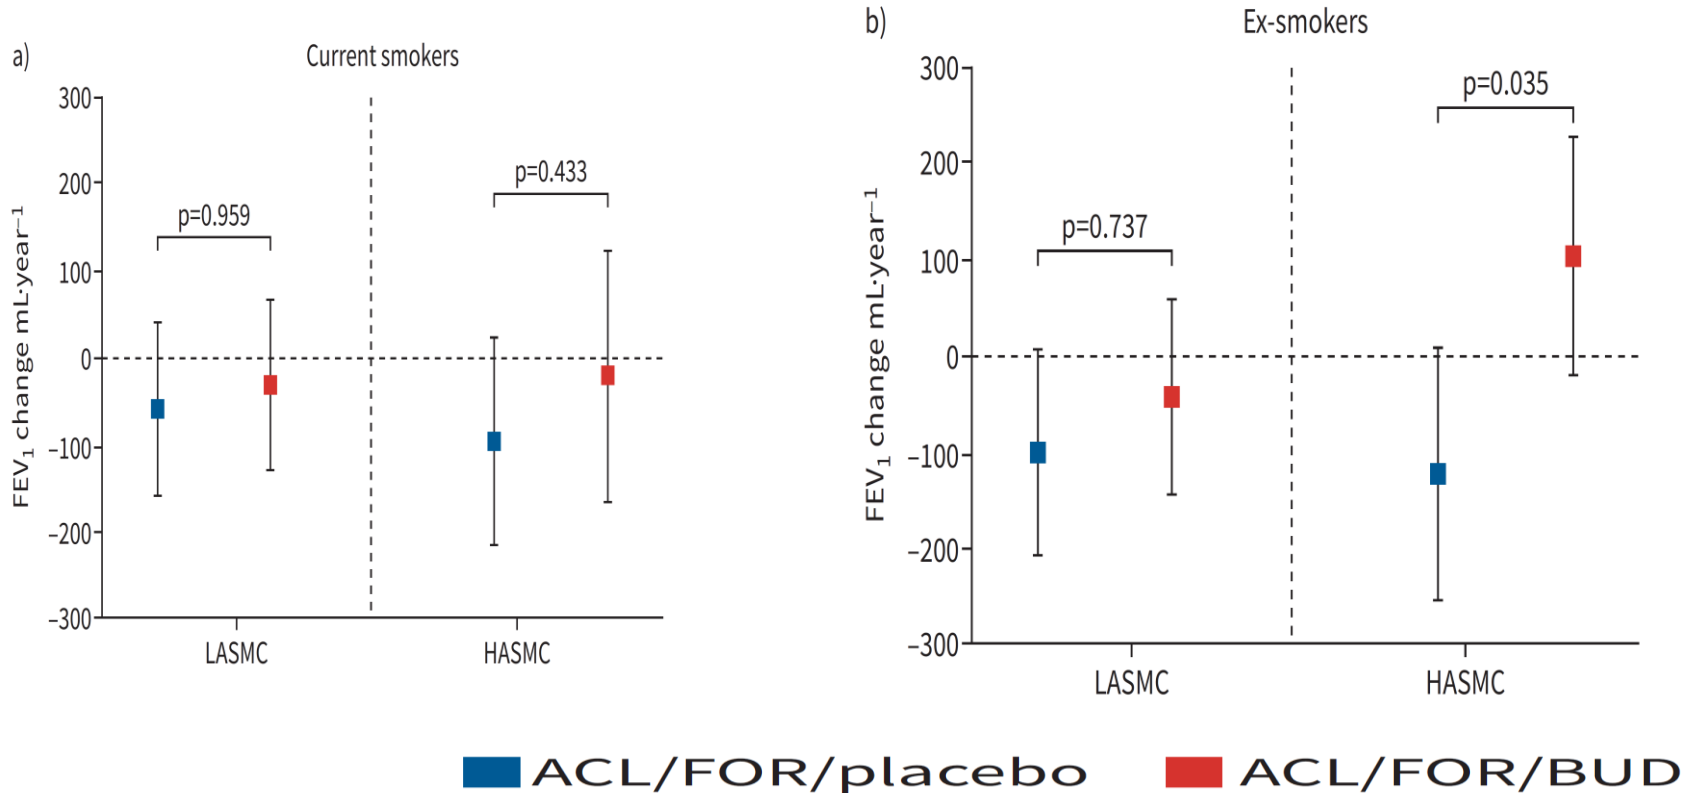 a)
Current smokers
300
200
100
0
–100
–200
–300
FEV1 change mL·year−1
p=0.959
p=0.433
LASMC
HASMC
b)
Ex-smokers
300
200
100
0
–100
–200
–300
FEV1 change mL·year−1
p=0.737
p=0.035
LASMC
HASMC
ACL/FOR/placebo
ACL/FOR/BUD